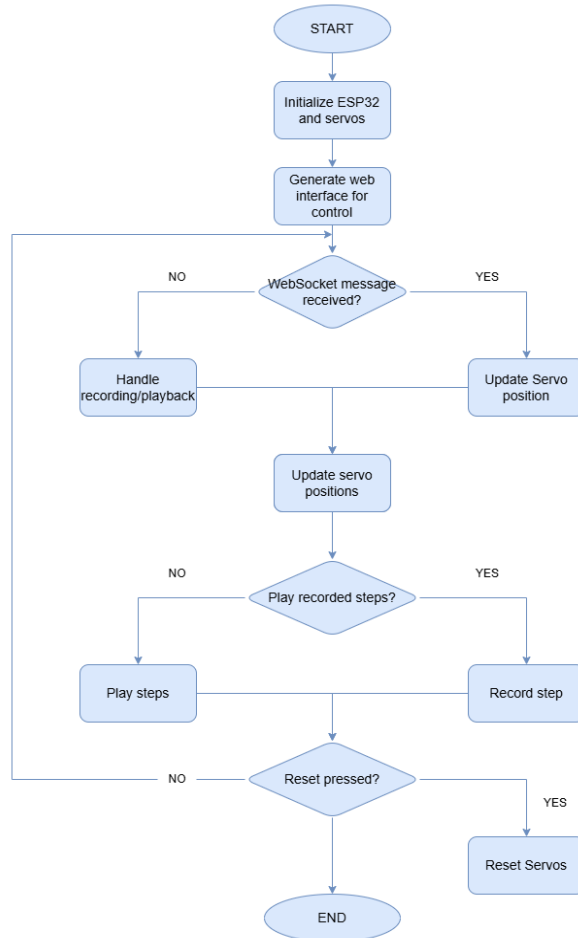 START
Initialize ESP32
and servos
Generate web
interface for
control
WebSocket message
received?
NO
YES
Handle
recording/playback
Update Servo
position
Update servo
positions
NO
YES
Play recorded steps?
Play steps
Record step
Reset pressed?
NO
YES
Reset Servos
END